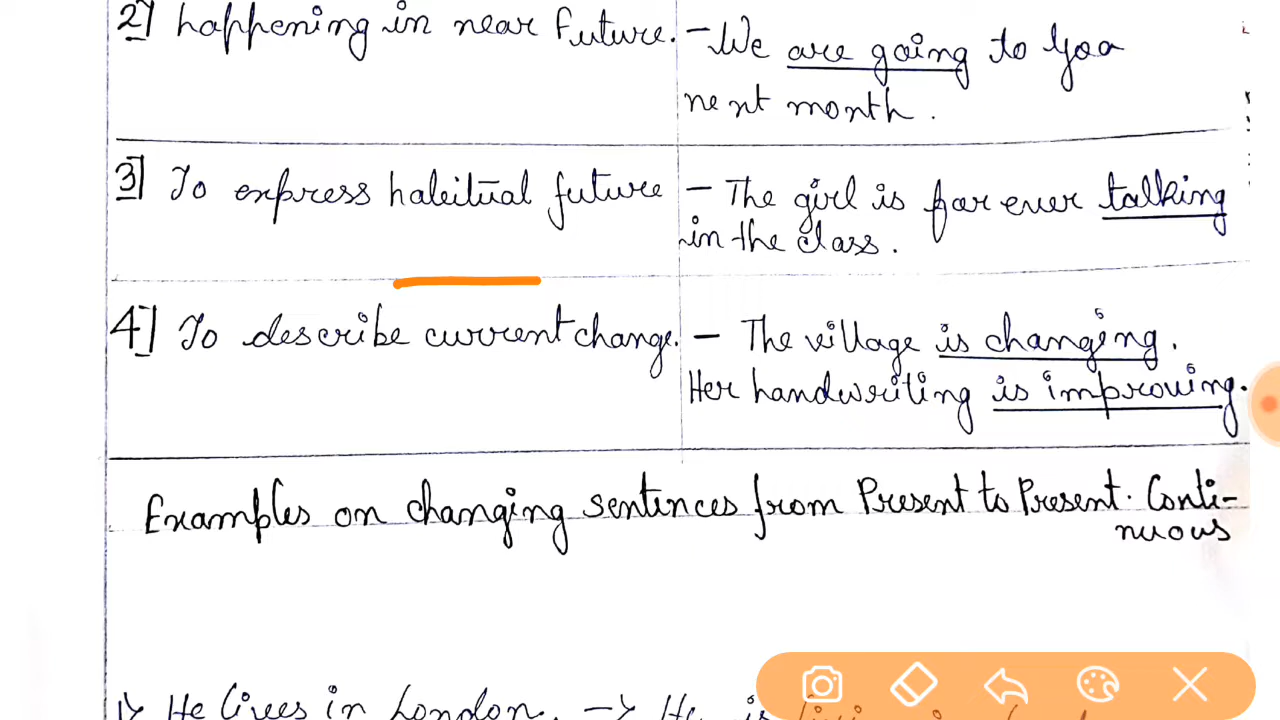 2] happening in near future. - We are going to Goa
next month.
3] To express habitual future - The girl is for ever talking
in the class.
4] To describe current change. - The village is changing.
Her handwriting is improving.
Examples on changing sentences from Present to Present. Conti-
nuous
1> He lives in London. -> He is living in